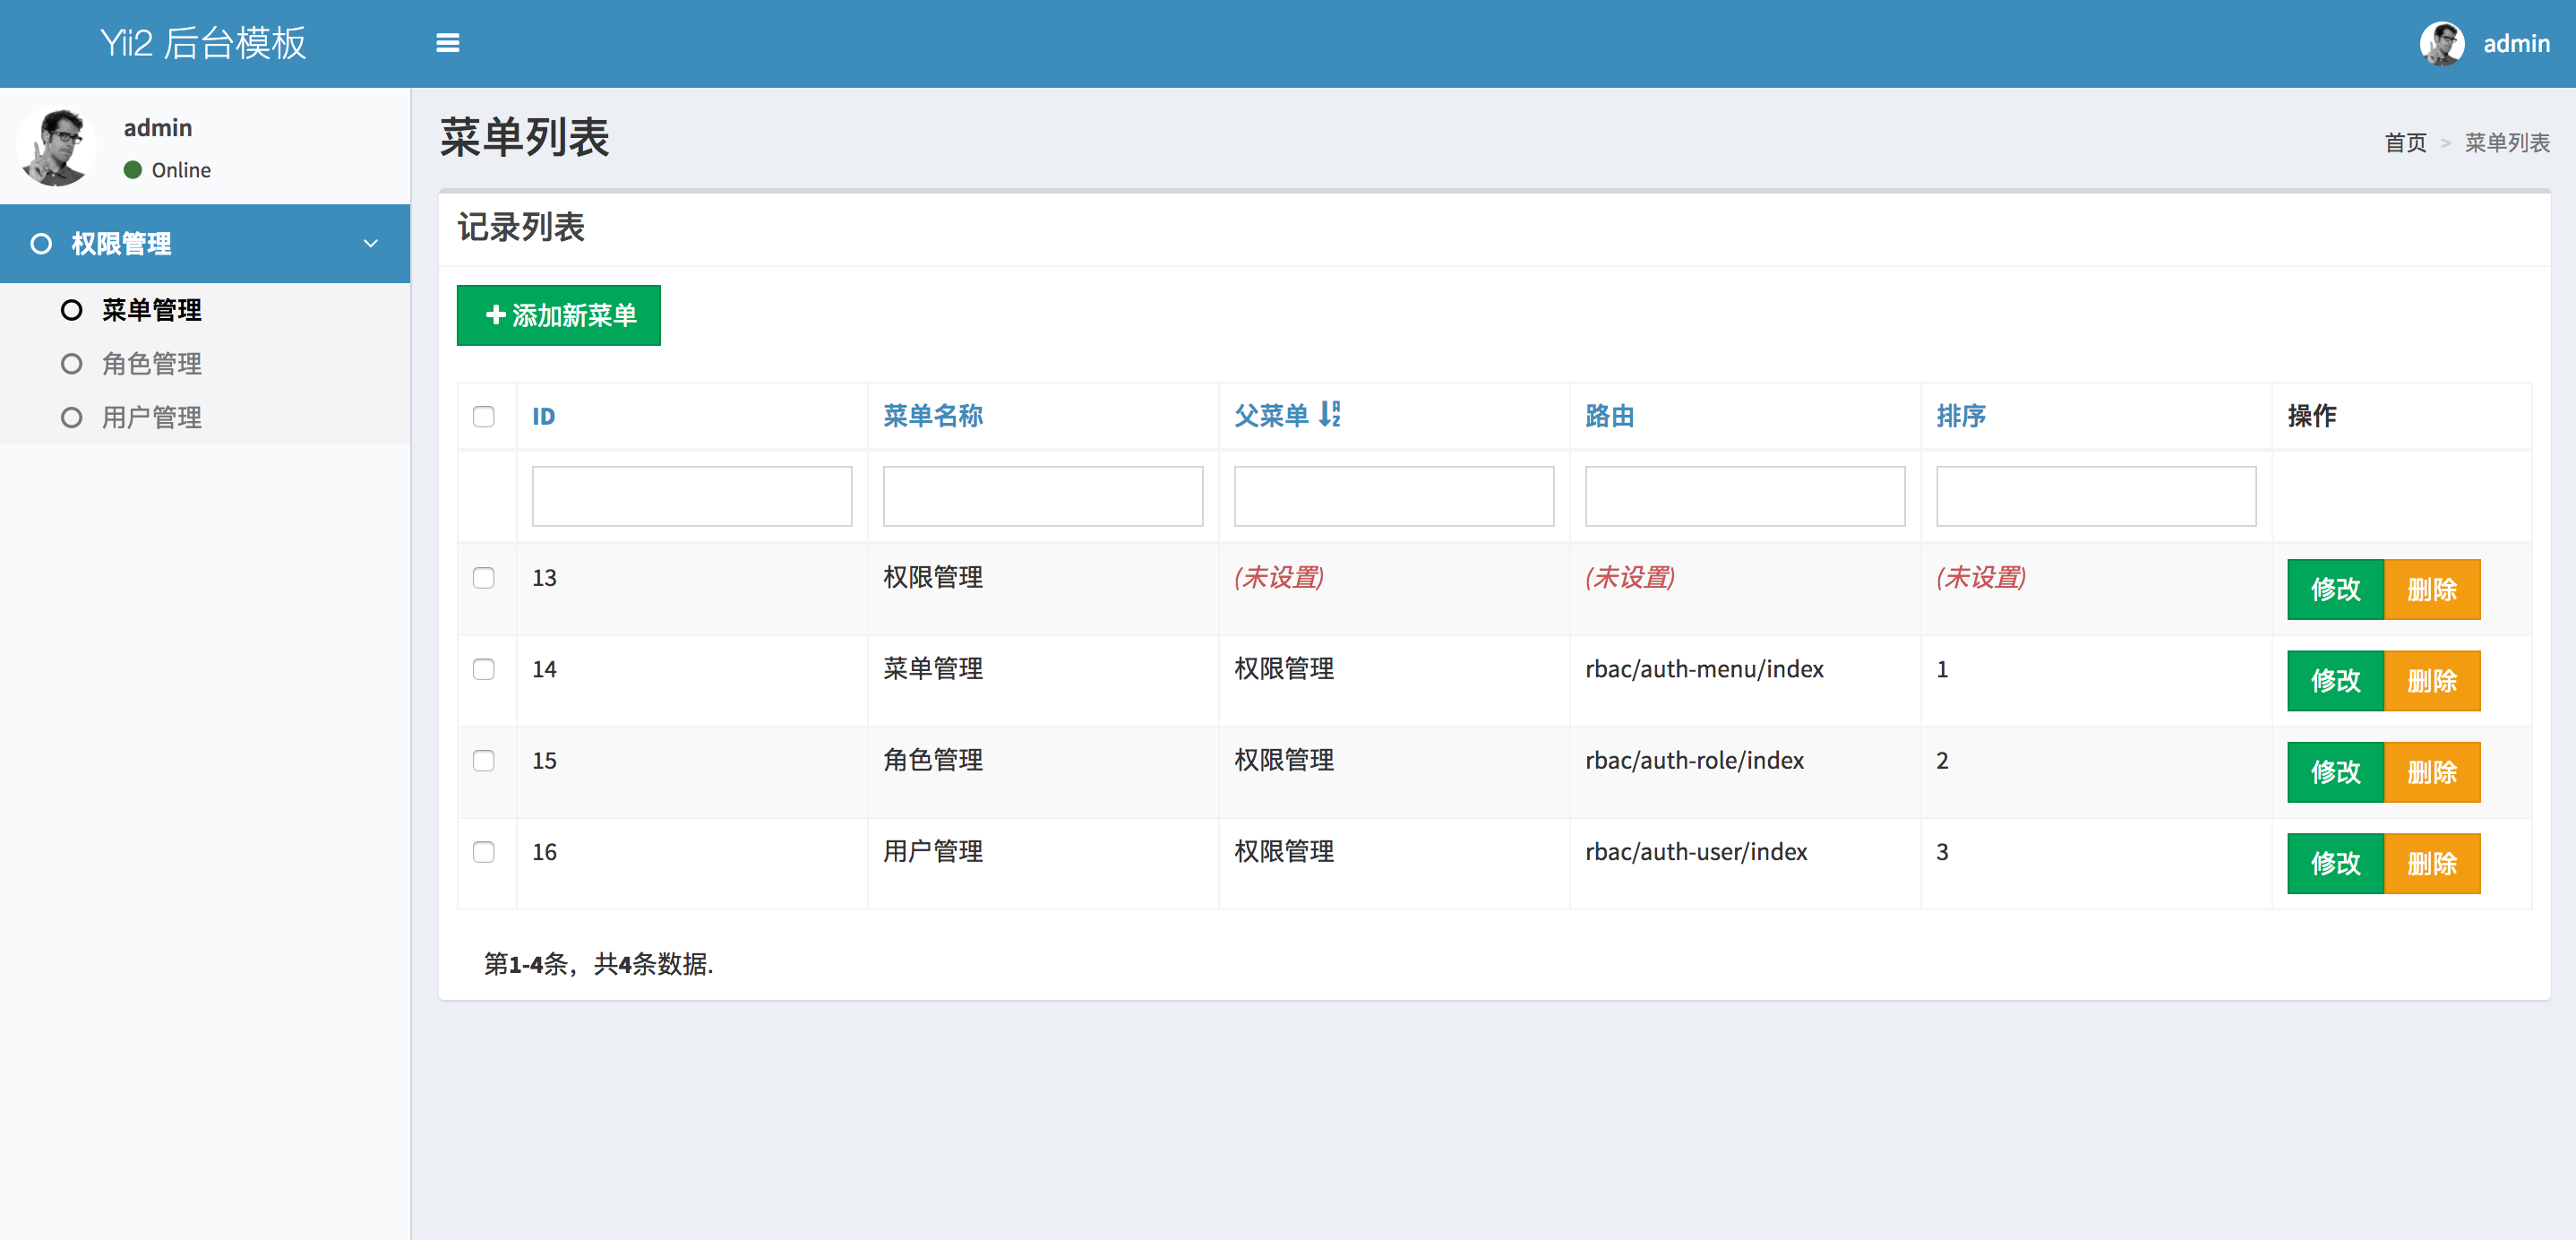 Yii2 后台模板
admin
admin
Online
权限管理
菜单管理
角色管理
用户管理
菜单列表
首页 > 菜单列表
记录列表
添加新菜单
ID 菜单名称 父菜单 路由 排序 操作
13 权限管理 (未设置) (未设置) (未设置) 修改 删除
14 菜单管理 权限管理 rbac/auth-menu/index 1 修改 删除
15 角色管理 权限管理 rbac/auth-role/index 2 修改 删除
16 用户管理 权限管理 rbac/auth-user/index 3 修改 删除
第1-4条，共4条数据.